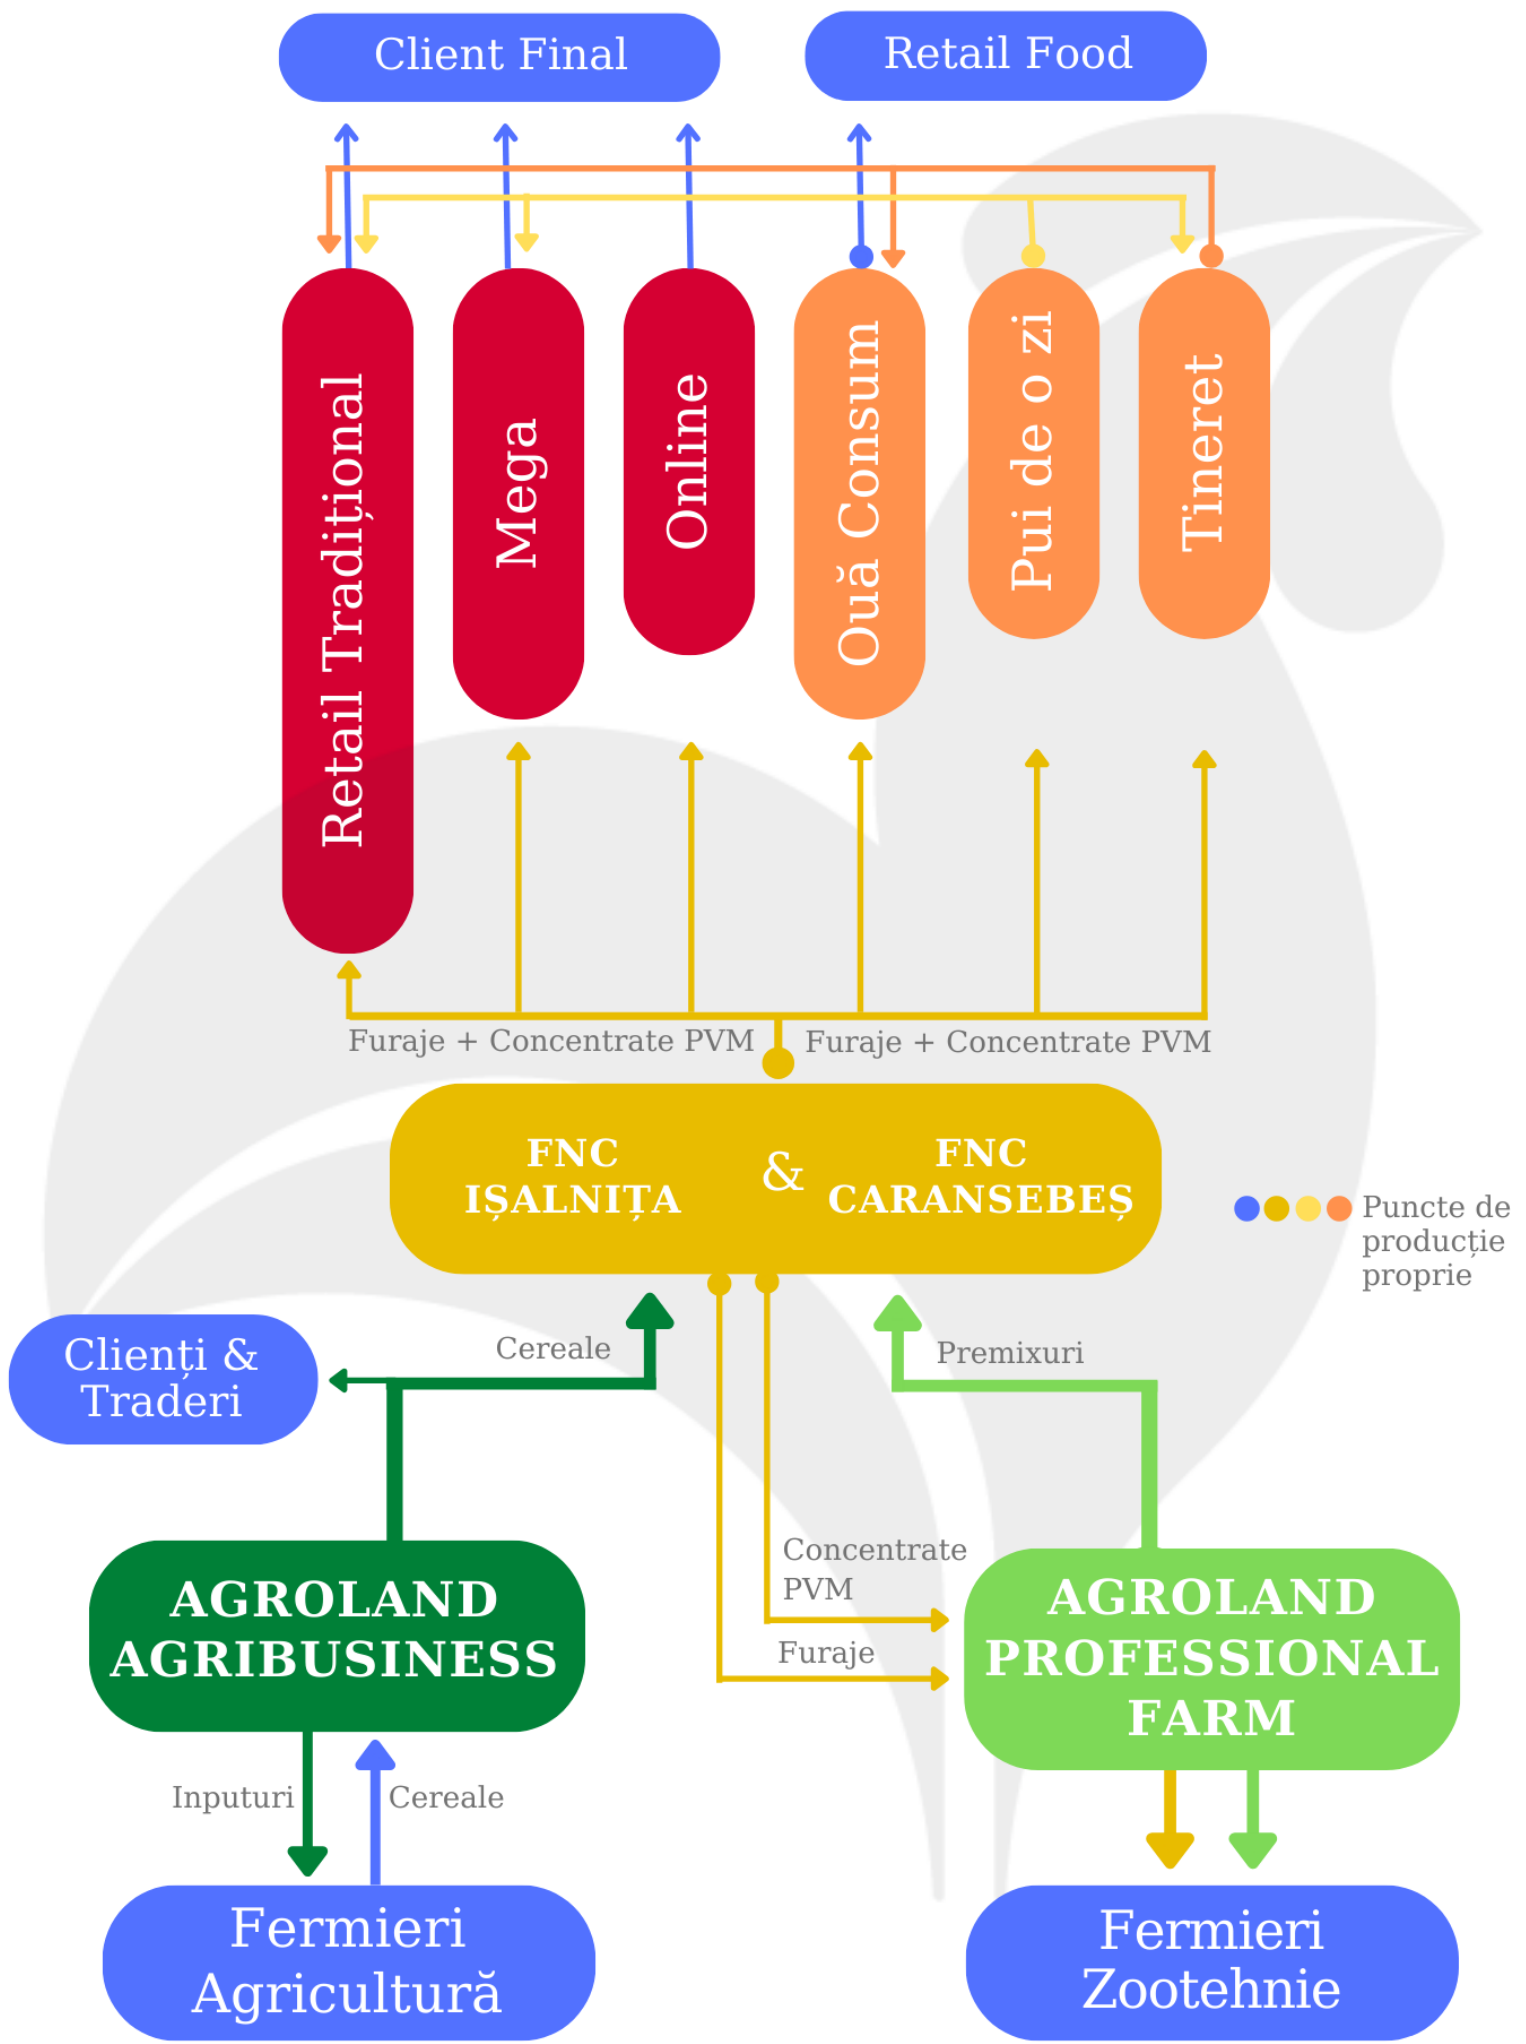 Client Final
Retail Food
Retail Tradițional
Mega
Online
Ouă Consum
Pui de o zi
Tineret
Furaje + Concentrate PVM
Furaje + Concentrate PVM
FNC
IȘALNIȚA
&
FNC
CARANSEBEȘ
Puncte de
producție
proprie
Clienți &
Traderi
Cereale
Premixuri
Concentrate
PVM
Furaje
AGROLAND
AGRIBUSINESS
AGROLAND
PROFESSIONAL
FARM
Inputuri
Cereale
Fermieri
Agricultură
Fermieri
Zootehnie